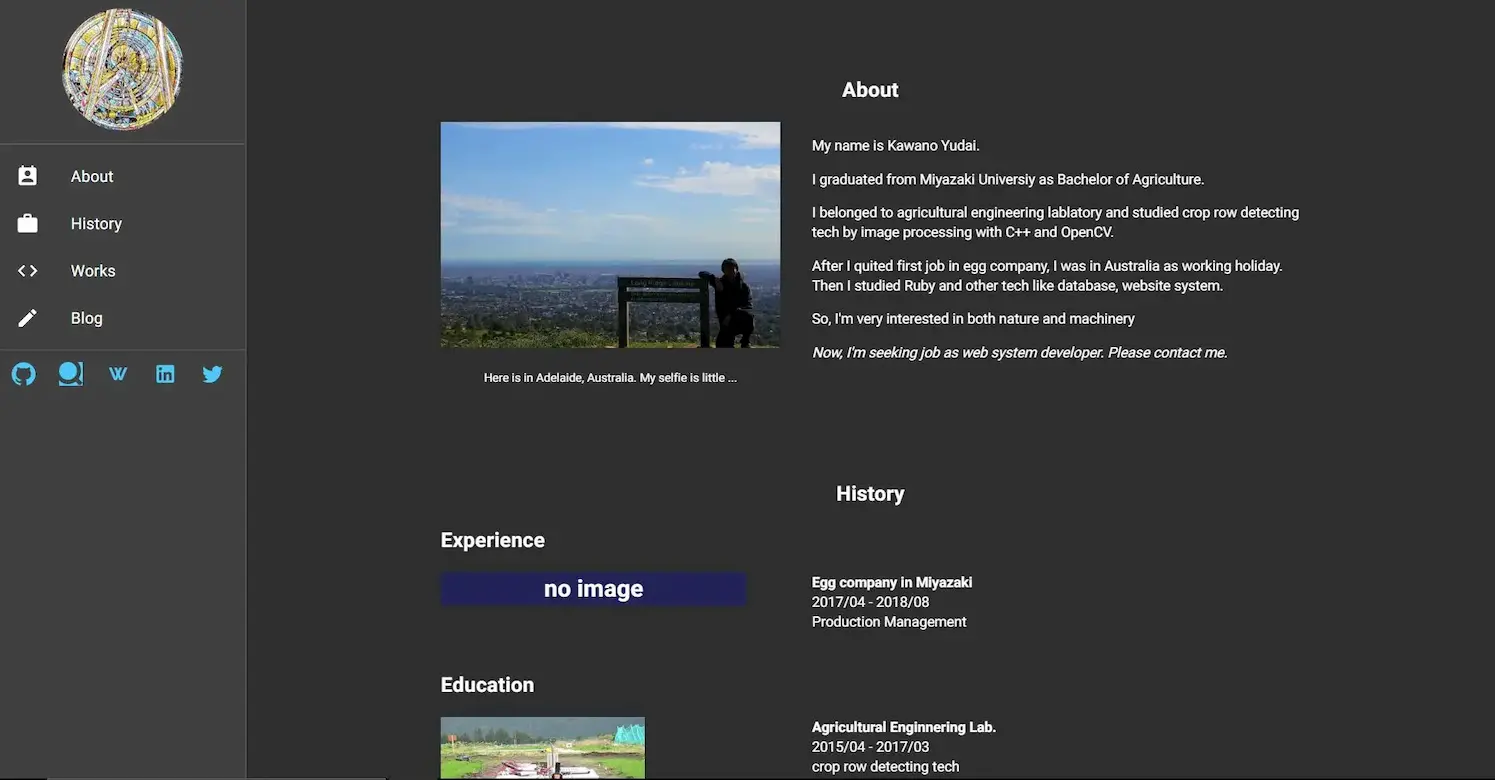 About
History
Works
Blog
About
My name is Kawano Yudai.
I graduated from Miyazaki Universiy as Bachelor of Agriculture.
I belonged to agricultural engineering lablatory and studied crop row detecting
tech by image processing with C++ and OpenCV.
After I quited first job in egg company, I was in Australia as working holiday.
Then I studied Ruby and other tech like database, website system.
So, I'm very interested in both nature and machinery
Now, I'm seeking job as web system developer. Please contact me.
Here is in Adelaide, Australia. My selfie is little ...
History
Experience
no image
Egg company in Miyazaki
2017/04 - 2018/08
Production Management
Education
Agricultural Enginnering Lab.
2015/04 - 2017/03
crop row detecting tech